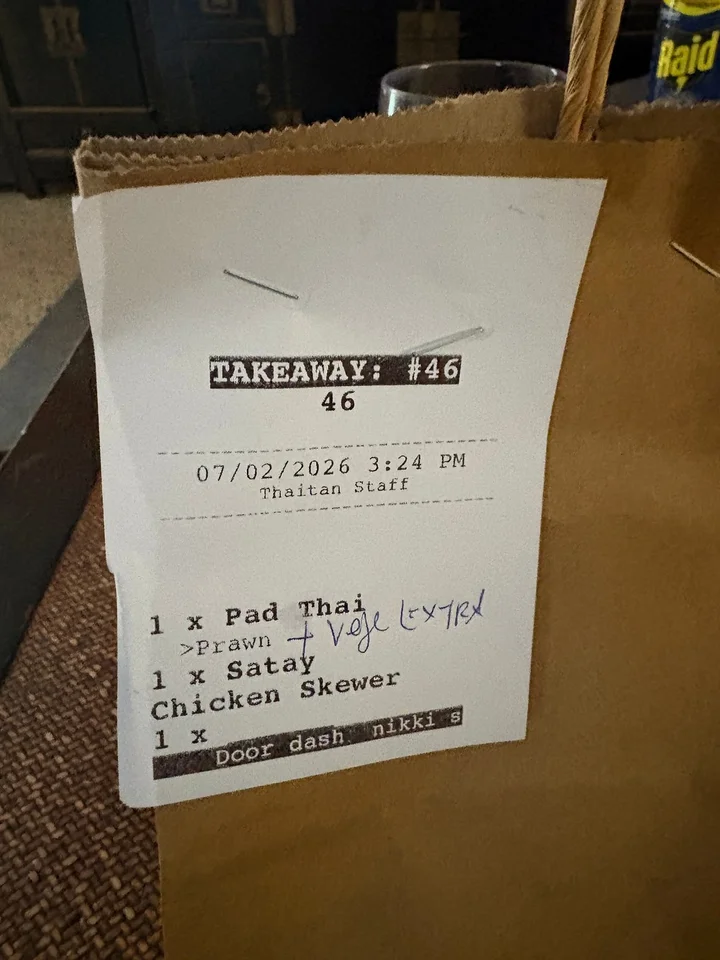 Raid
TAKEAWAY: #46
46
07/02/2026 3:24 PM
Thaitan Staff
1 x Pad Thai
>Prawn + Vege EXTRA
1 x Satay
Chicken Skewer
1 x
Door dash nikki s